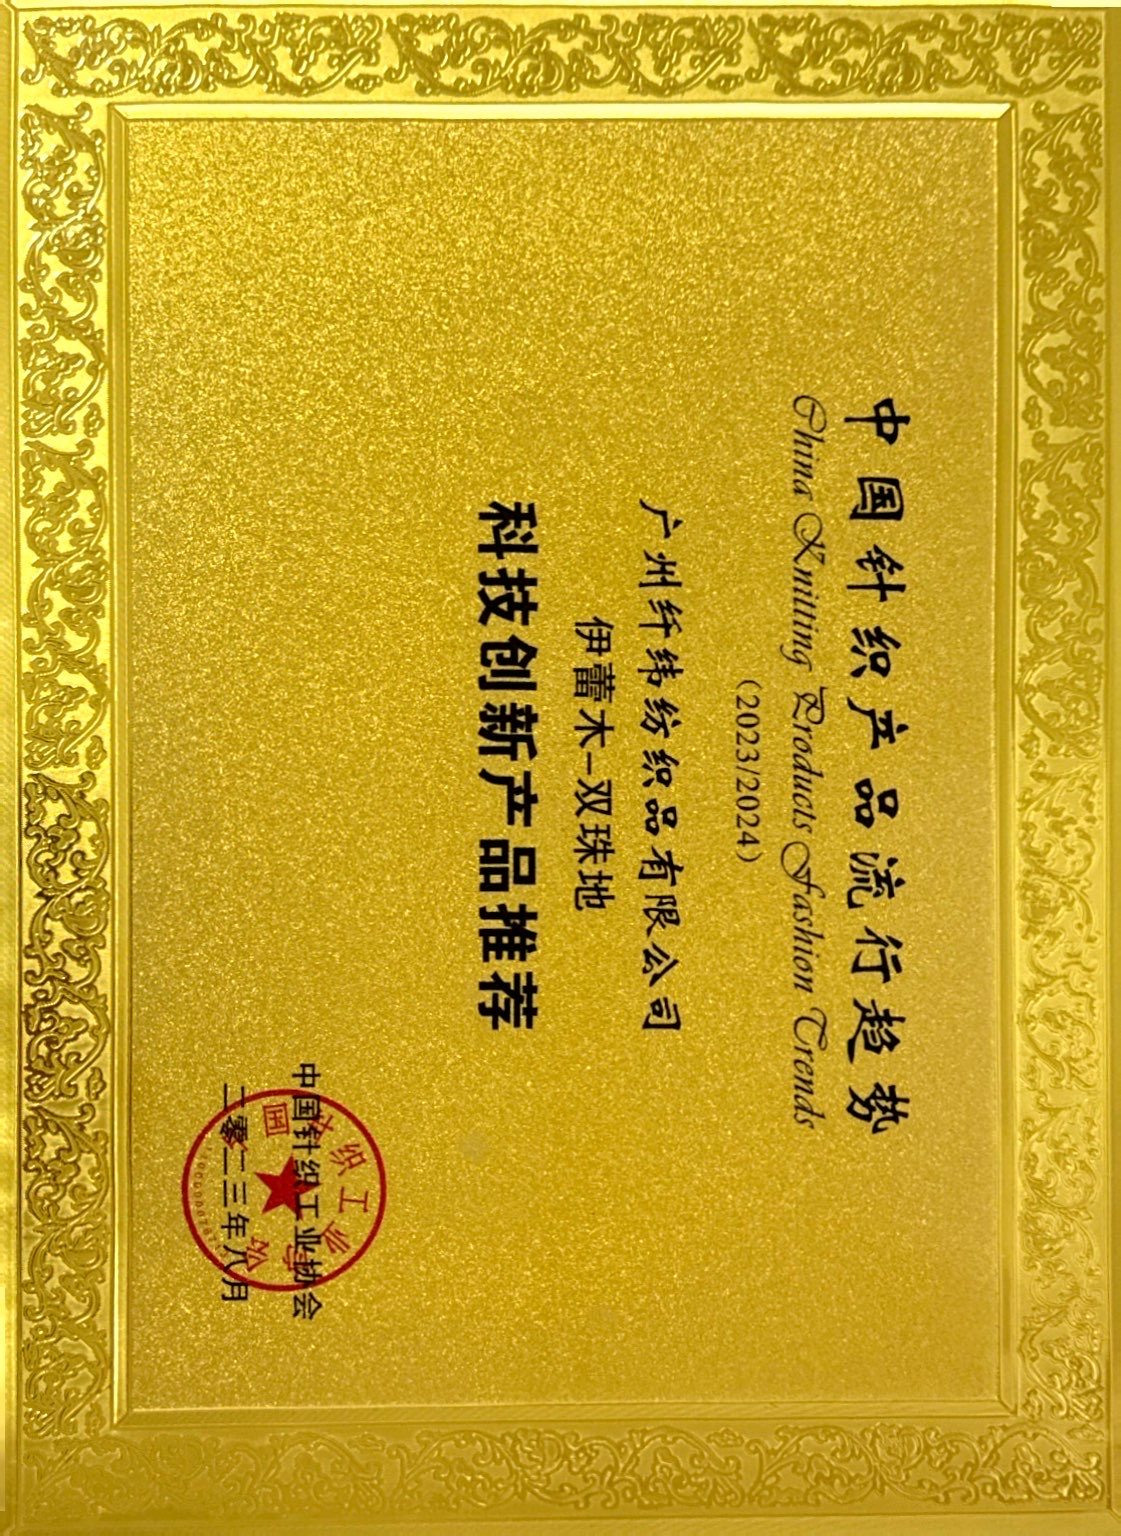 中国针织产品流行趋势
China Knitting Products Fashion Trends
（2023/2024）
广州纤纬纺织品有限公司
伊蕾木–双珠地
科技创新产品推荐
中国针织工业协会
二零二三年八月